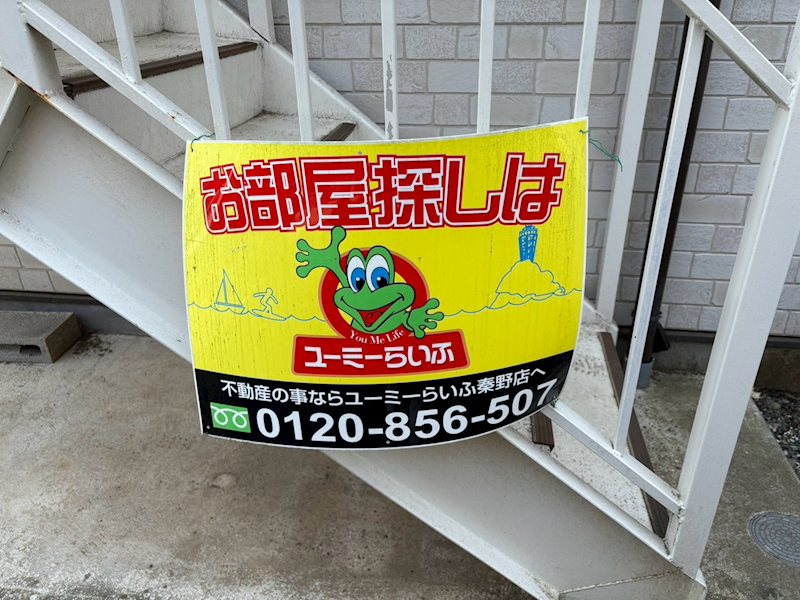 お部屋探しは
You Me Life
ユーミーらいふ
不動産の事ならユーミーらいふ秦野店へ
0120-856-507